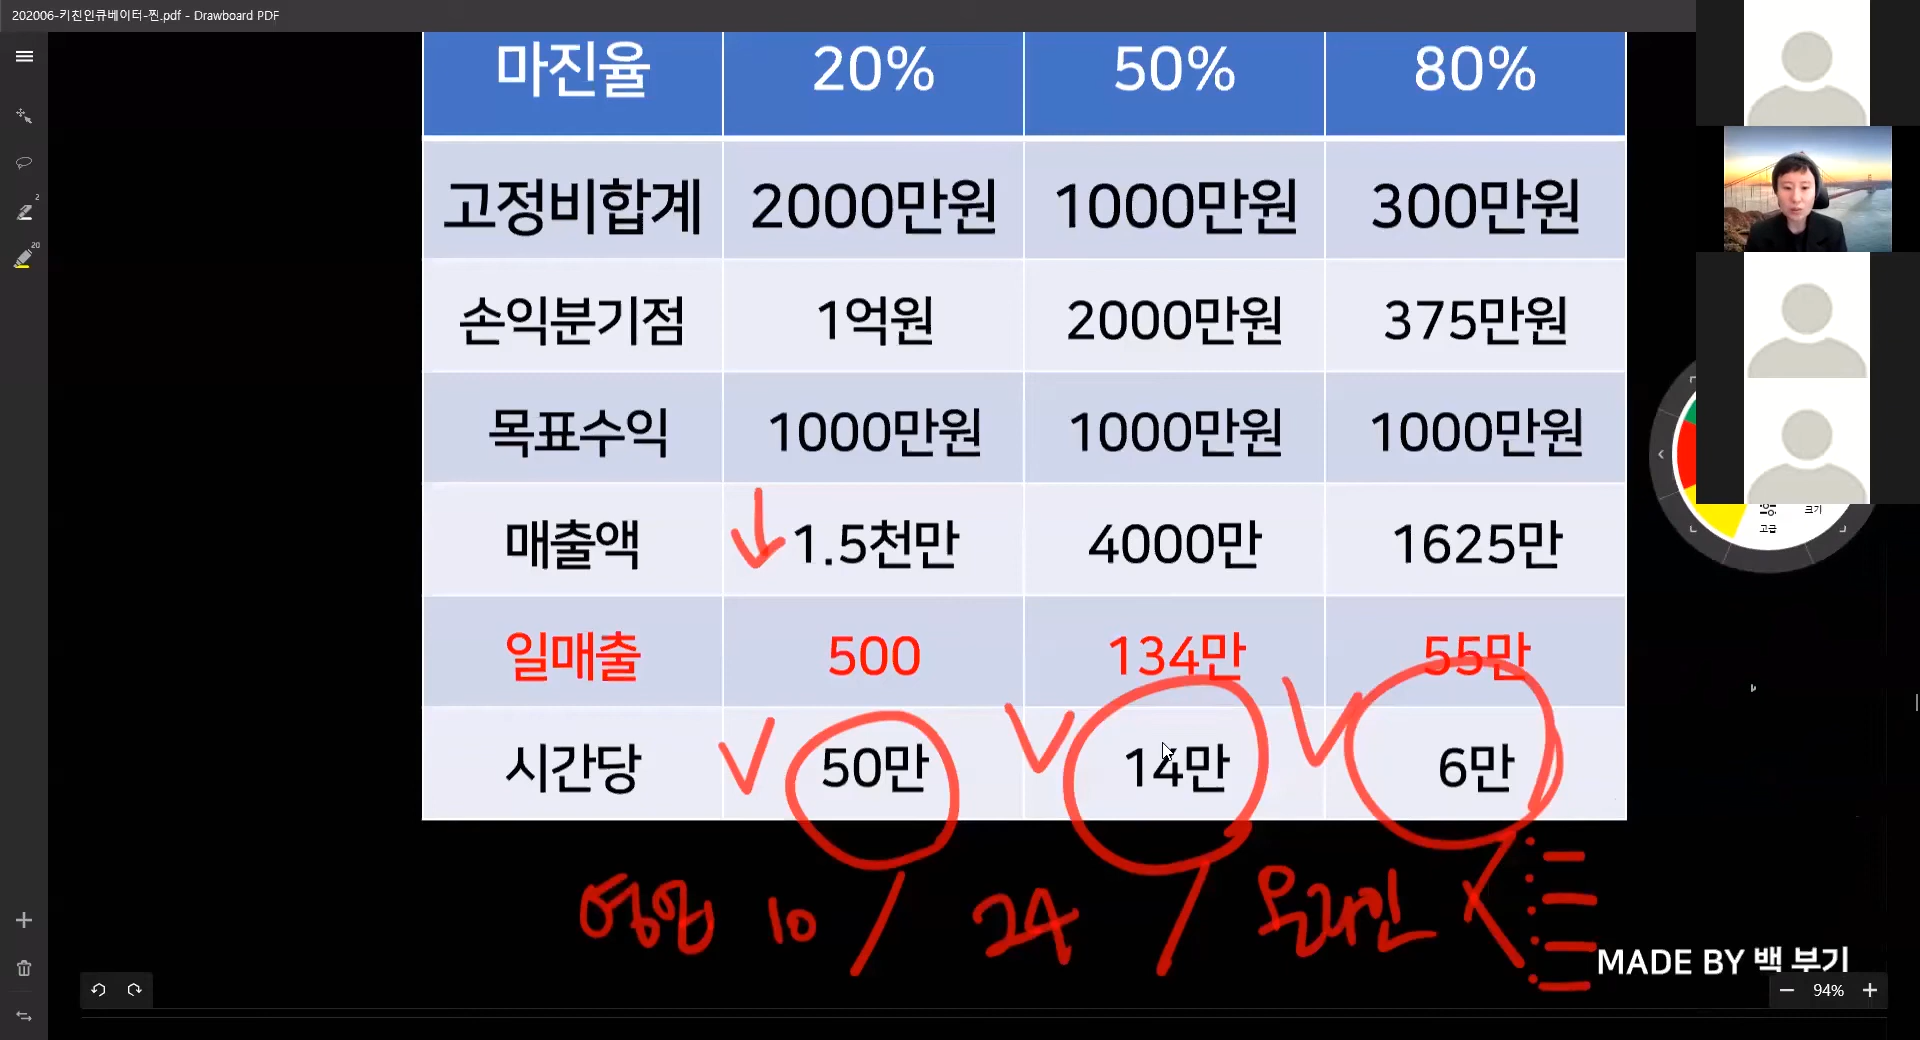 202006-키친인큐베이터-찐.pdf - Drawboard PDF
마진율 20% 50% 80%
고정비합계 2000만원 1000만원 300만원
손익분기점 1억원 2000만원 375만원
목표수익 1000만원 1000만원 1000만원
매출액 1.5천만 4000만 1625만
일매출 500 134만 55만
시간당 50만 14만 6만
영업 10 / 24 / 온라인
MADE BY 백 부기
2
20
크기
고급
94%